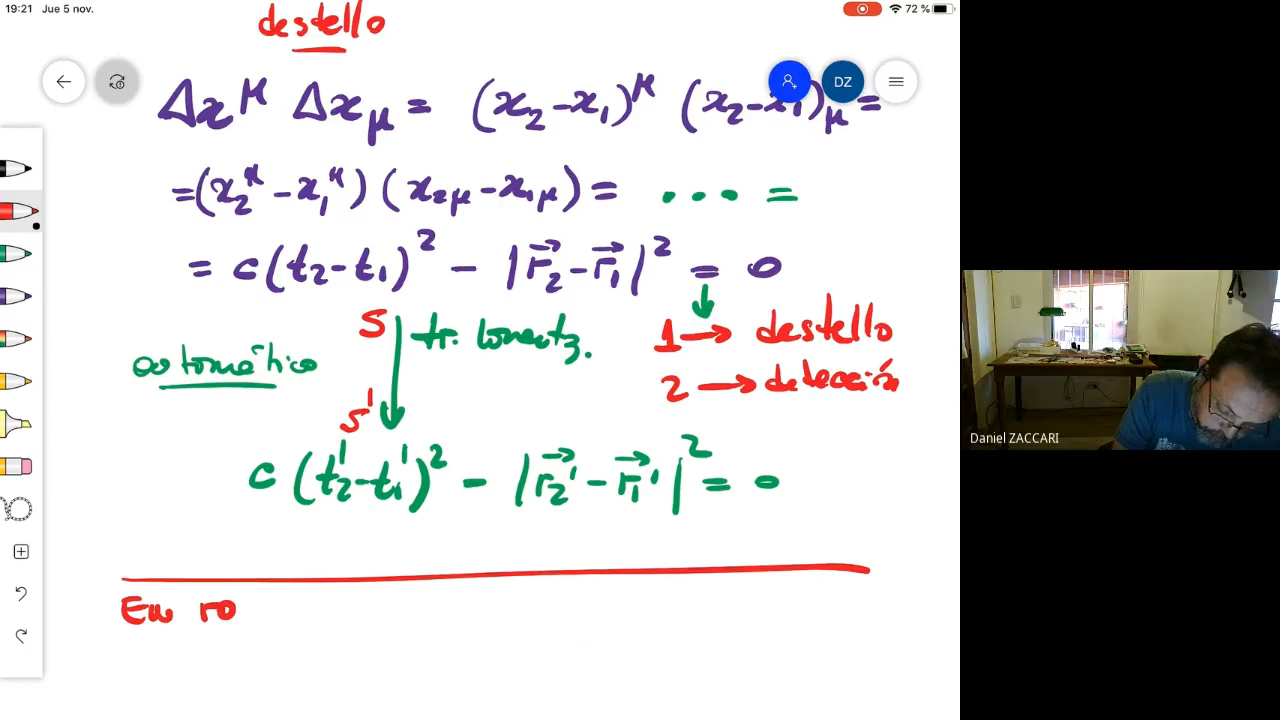 19:21 Jue 5 nov. 72 %
destello
DZ
Δx^μ Δx_μ = (x₂ - x₁)^μ (x₂ - x₁)_μ =
= (x₂^μ - x₁^μ) (x₂μ - x₁μ) = ... =
= c(t₂ - t₁)² - |r⃗₂ - r⃗₁|² = 0
S tr. Lorentz. 1 → destello
automático 2 → detección
S'
c (t₂' - t₁')² - |r⃗₂' - r⃗₁'|² = 0
En ro
Daniel ZACCARI